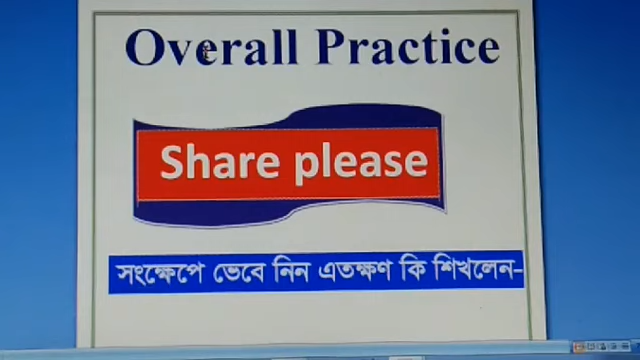 Overall Practice
Share please
সংক্ষেপে ভেবে নিন এতক্ষণ কি শিখলেন-